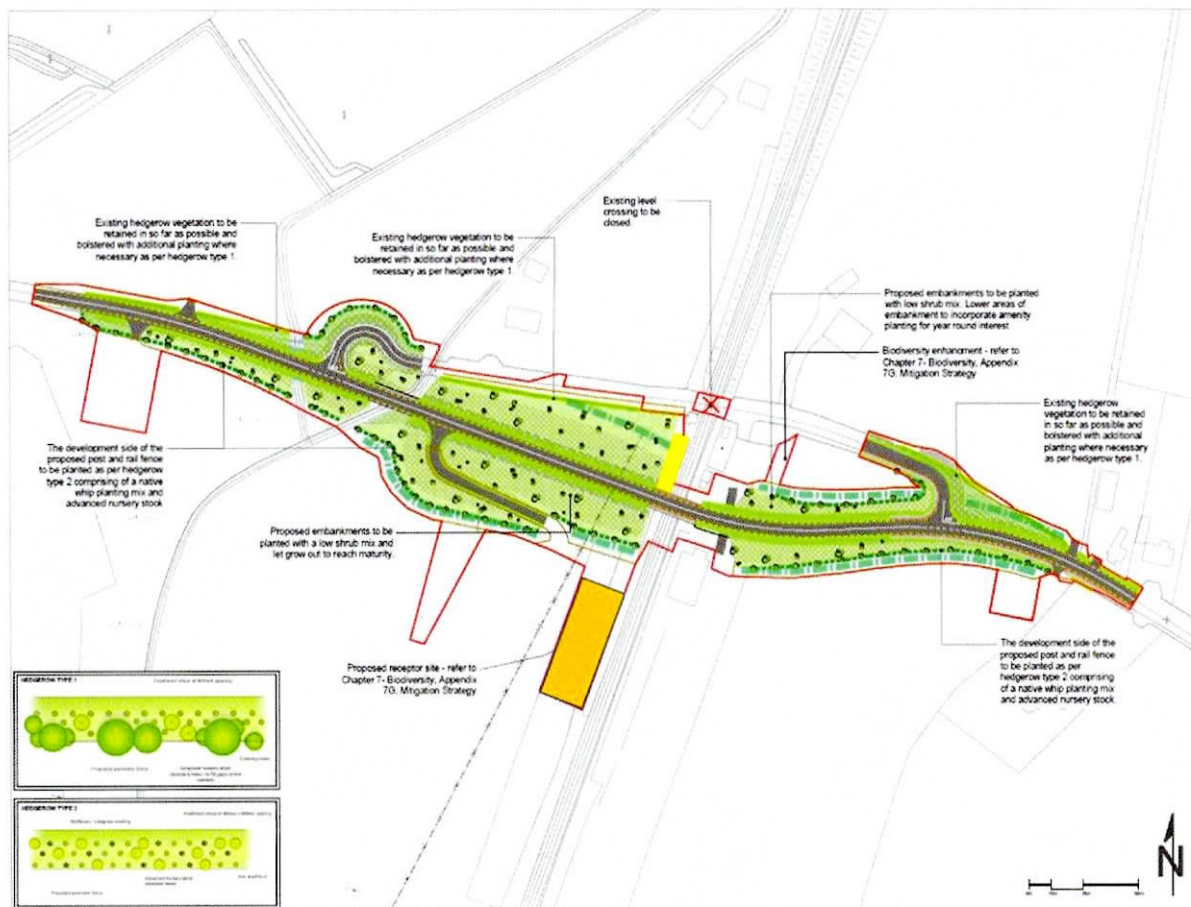 Existing hedgerow vegetation to be
retained in so far as possible and
bolstered with additional planting where
necessary as per hedgerow type 1.
Existing hedgerow vegetation to be
retained in so far as possible and
bolstered with additional planting where
necessary as per hedgerow type 1.
Existing level
crossing to be
closed.
Proposed embankments to be planted
with low shrub mix. Lower areas of
embankment to incorporate amenity
planting for year round interest
Biodiversity enhancment - refer to
Chapter 7- Biodiversity, Appendix
7G, Mitigation Strategy
Existing hedgerow
vegetation to be retained
in so far as possible and
bolstered with additional
planting where necessary
as per hedgerow type 1.
The development side of the
proposed post and rail fence
to be planted as per hedgerow
type 2 comprising of a native
whip planting mix and
advanced nursery stock
Proposed embankments to be
planted with a low shrub mix and
let grow out to reach maturity.
Proposed receptor site - refer to
Chapter 7- Biodiversity, Appendix
7G, Mitigation Strategy
The development side of the
proposed post and rail fence
to be planted as per
hedgerow type 2 comprising
of a native whip planting mix
and advanced nursery stock.
HEDGEROW TYPE 1
HEDGEROW TYPE 2
N